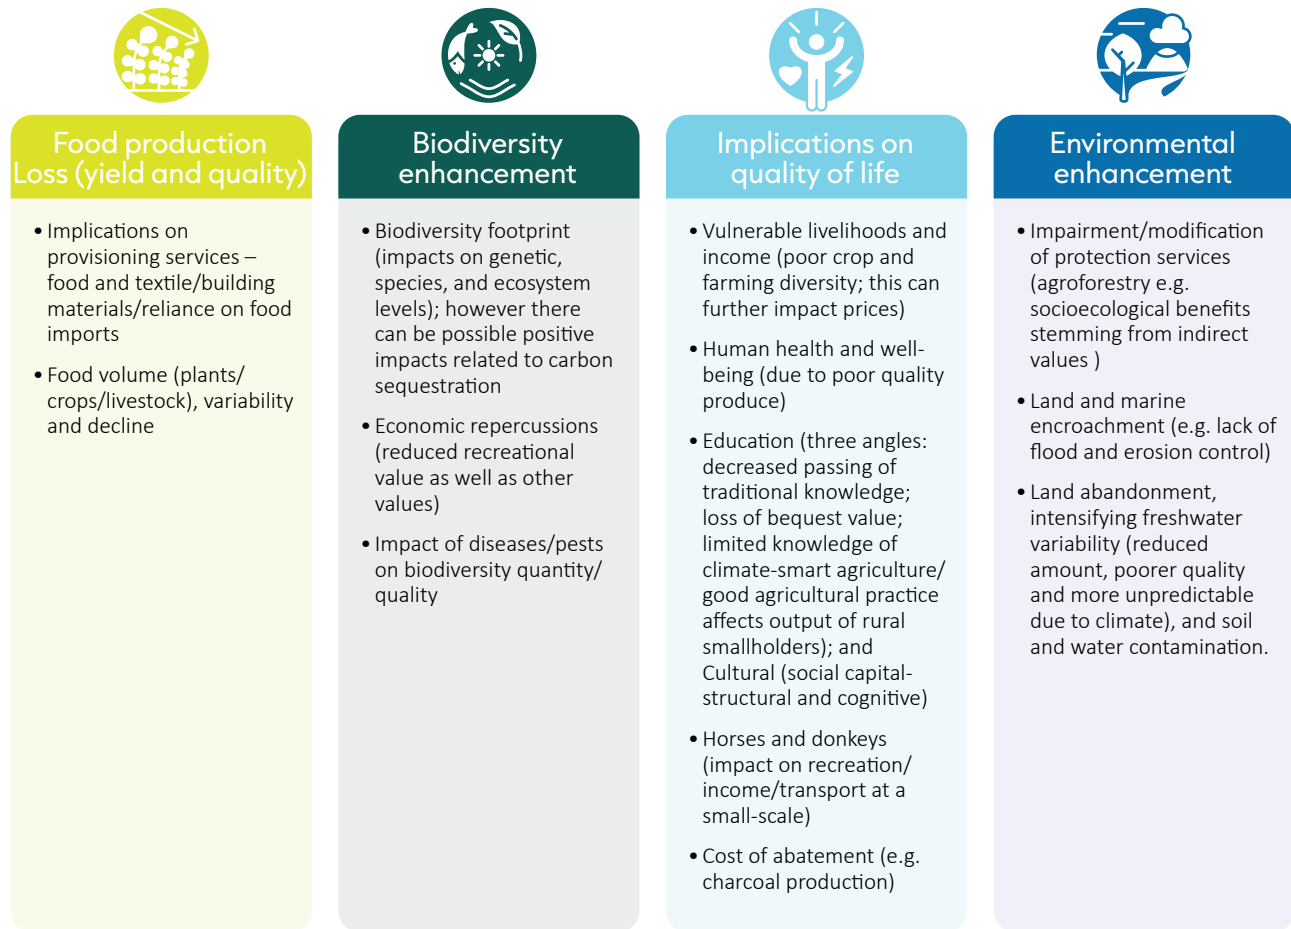 Food production
Loss (yield and quality)
• Implications on
provisioning services –
food and textile/building
materials/reliance on food
imports
• Food volume (plants/
crops/livestock), variability
and decline
Biodiversity
enhancement
• Biodiversity footprint
(impacts on genetic,
species, and ecosystem
levels); however there
can be possible positive
impacts related to carbon
sequestration
• Economic repercussions
(reduced recreational
value as well as other
values)
• Impact of diseases/pests
on biodiversity quantity/
quality
Implications on
quality of life
• Vulnerable livelihoods and
income (poor crop and
farming diversity; this can
further impact prices)
• Human health and well-
being (due to poor quality
produce)
• Education (three angles:
decreased passing of
traditional knowledge;
loss of bequest value;
limited knowledge of
climate-smart agriculture/
good agricultural practice
affects output of rural
smallholders); and
Cultural (social capital-
structural and cognitive)
• Horses and donkeys
(impact on recreation/
income/transport at a
small-scale)
• Cost of abatement (e.g.
charcoal production)
Environmental
enhancement
• Impairment/modification
of protection services
(agroforestry e.g.
socioecological benefits
stemming from indirect
values )
• Land and marine
encroachment (e.g. lack of
flood and erosion control)
• Land abandonment,
intensifying freshwater
variability (reduced
amount, poorer quality
and more unpredictable
due to climate), and soil
and water contamination.